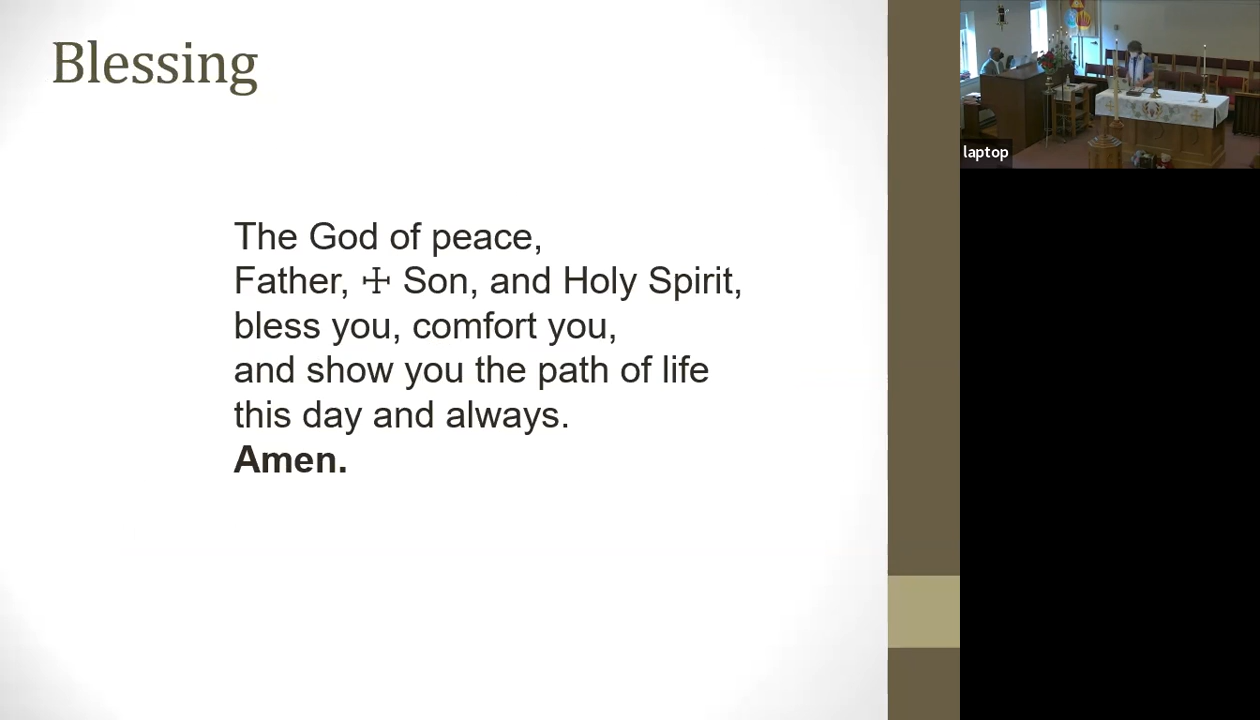 Blessing
The God of peace,
Father, ☩ Son, and Holy Spirit,
bless you, comfort you,
and show you the path of life
this day and always.
Amen.
laptop